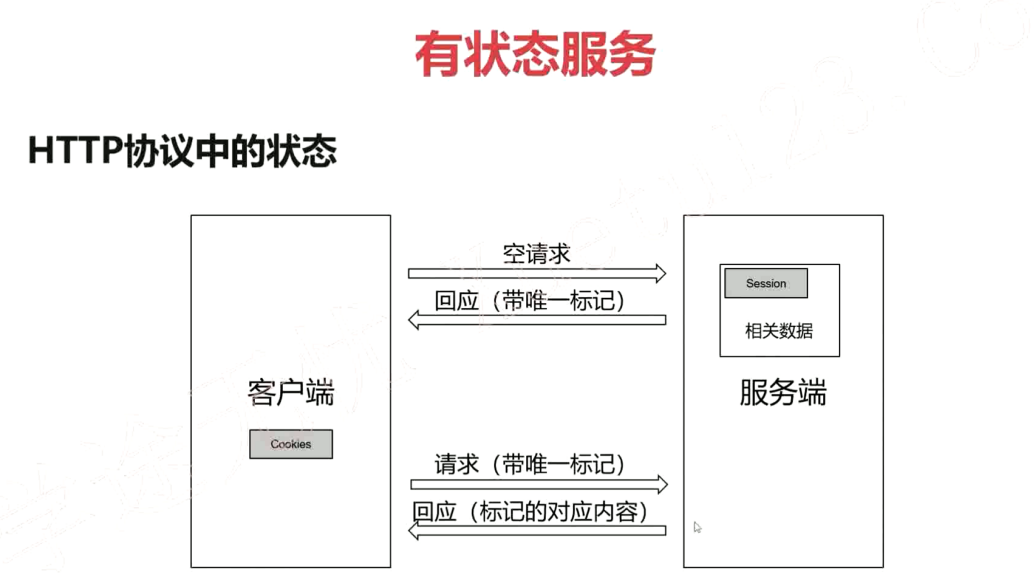 有状态服务
HTTP协议中的状态
空请求
Session
回应（带唯一标记）
相关数据
客户端
服务端
Cookies
请求（带唯一标记）
回应（标记的对应内容）